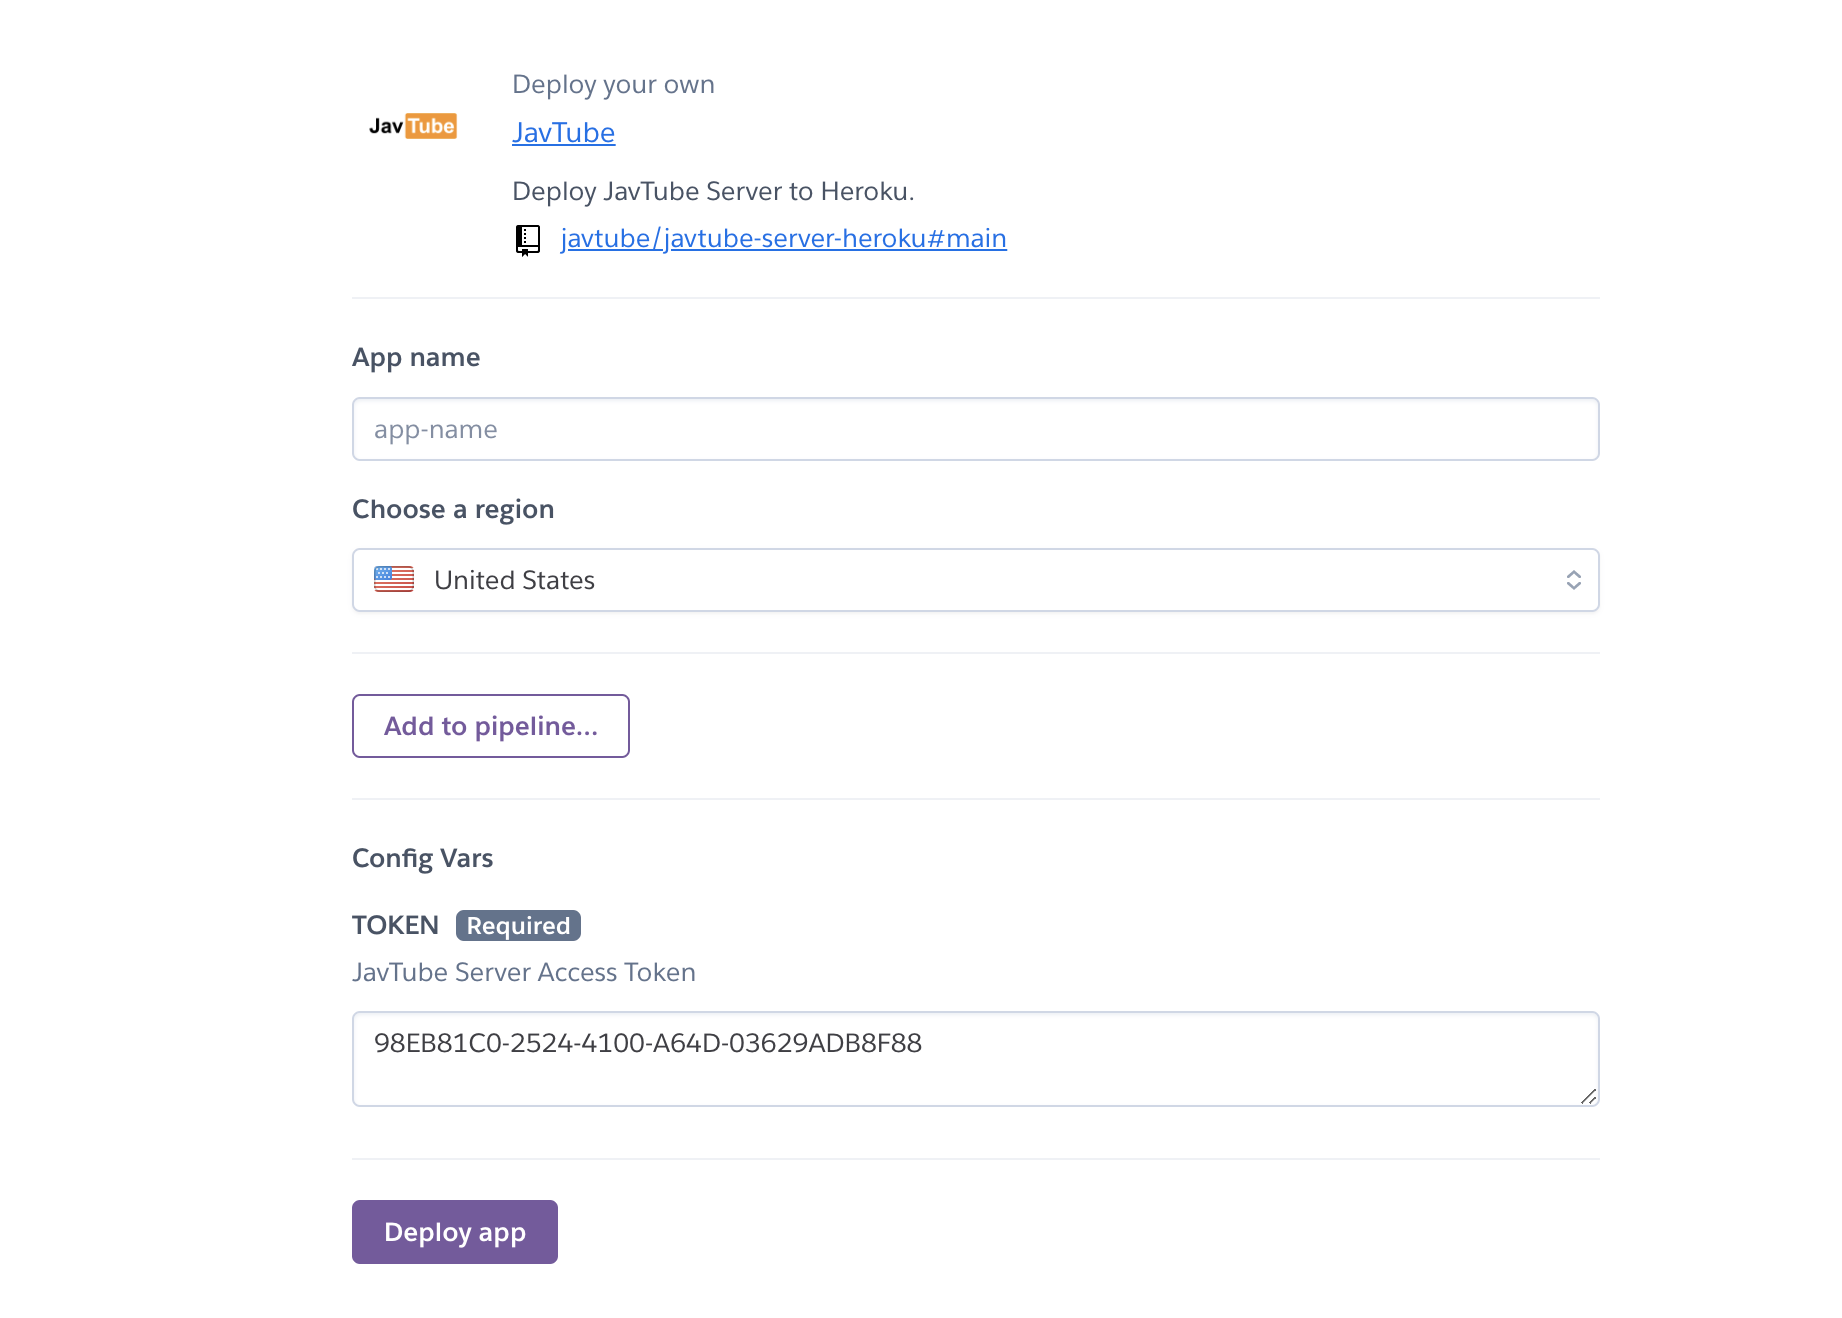 Deploy your own
JavTube
JavTube
Deploy JavTube Server to Heroku.
javtube/javtube-server-heroku#main
App name
app-name
Choose a region
United States
Add to pipeline...
Config Vars
TOKEN Required
JavTube Server Access Token
98EB81C0-2524-4100-A64D-03629ADB8F88
Deploy app